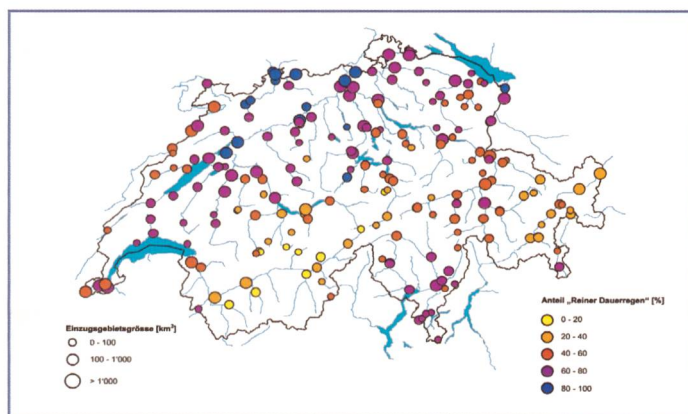 Einzugsgebietsgrösse [km²]
0 - 100
100 - 1'000
> 1'000
Anteil „Reiner Dauerregen" [%]
0 - 20
20 - 40
40 - 60
60 - 80
80 - 100